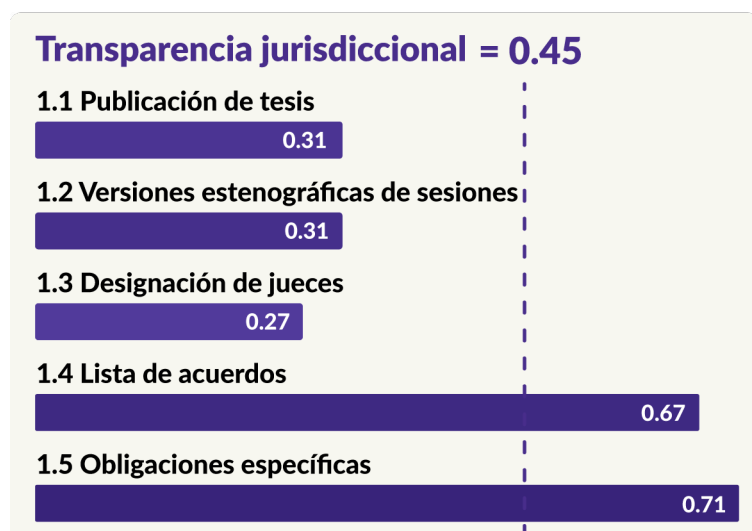 Transparencia jurisdiccional = 0.45
1.1 Publicación de tesis
0.31
1.2 Versiones estenográficas de sesiones
0.31
1.3 Designación de jueces
0.27
1.4 Lista de acuerdos
0.67
1.5 Obligaciones específicas
0.71